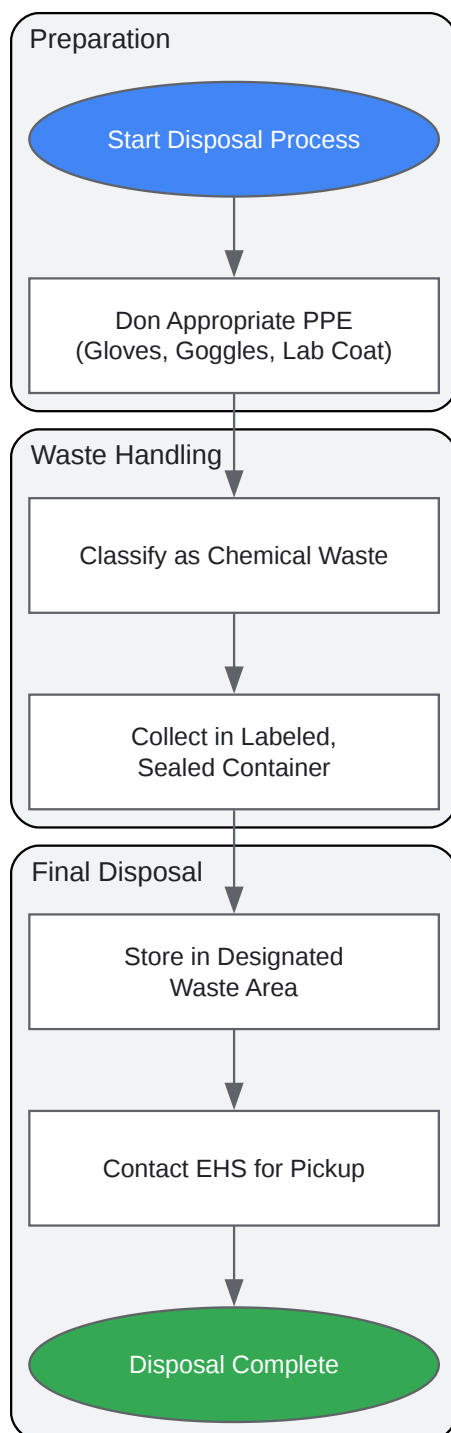 Preparation
Start Disposal Process
Don Appropriate PPE
(Gloves, Goggles, Lab Coat)
Waste Handling
Classify as Chemical Waste
Collect in Labeled,
Sealed Container
Final Disposal
Store in Designated
Waste Area
Contact EHS for Pickup
Disposal Complete